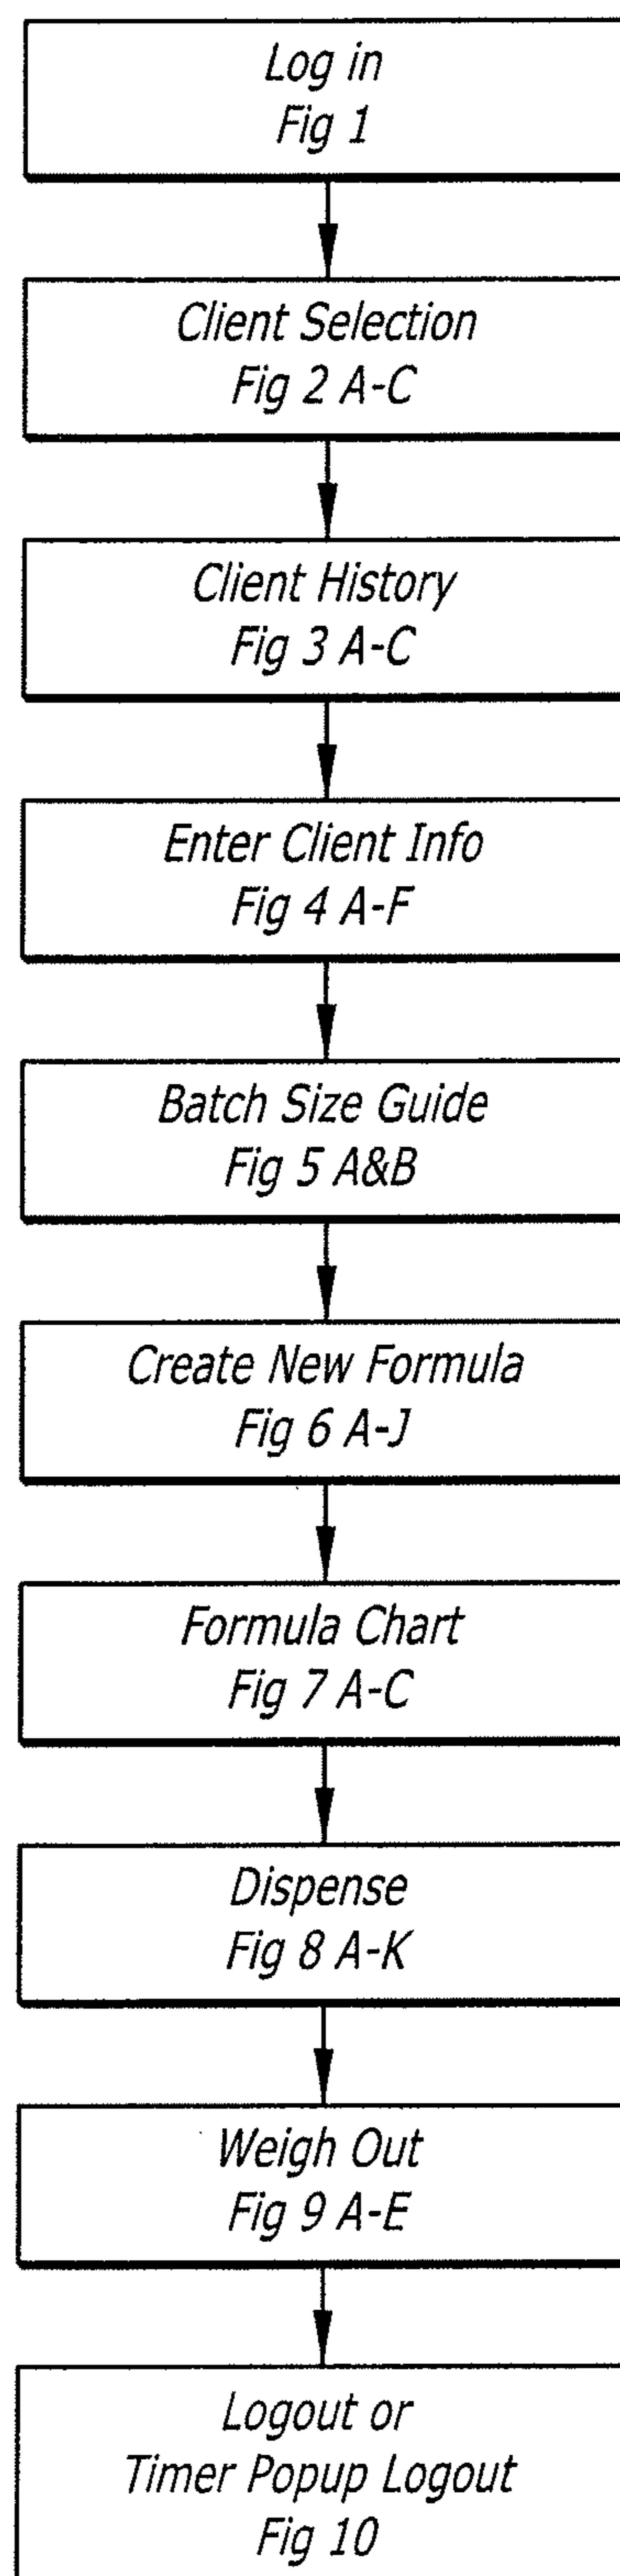 Log in
Fig 1
Client Selection
Fig 2 A-C
Client History
Fig 3 A-C
Enter Client Info
Fig 4 A-F
Batch Size Guide
Fig 5 A&B
Create New Formula
Fig 6 A-J
Formula Chart
Fig 7 A-C
Dispense
Fig 8 A-K
Weigh Out
Fig 9 A-E
Logout or
Timer Popup Logout
Fig 10